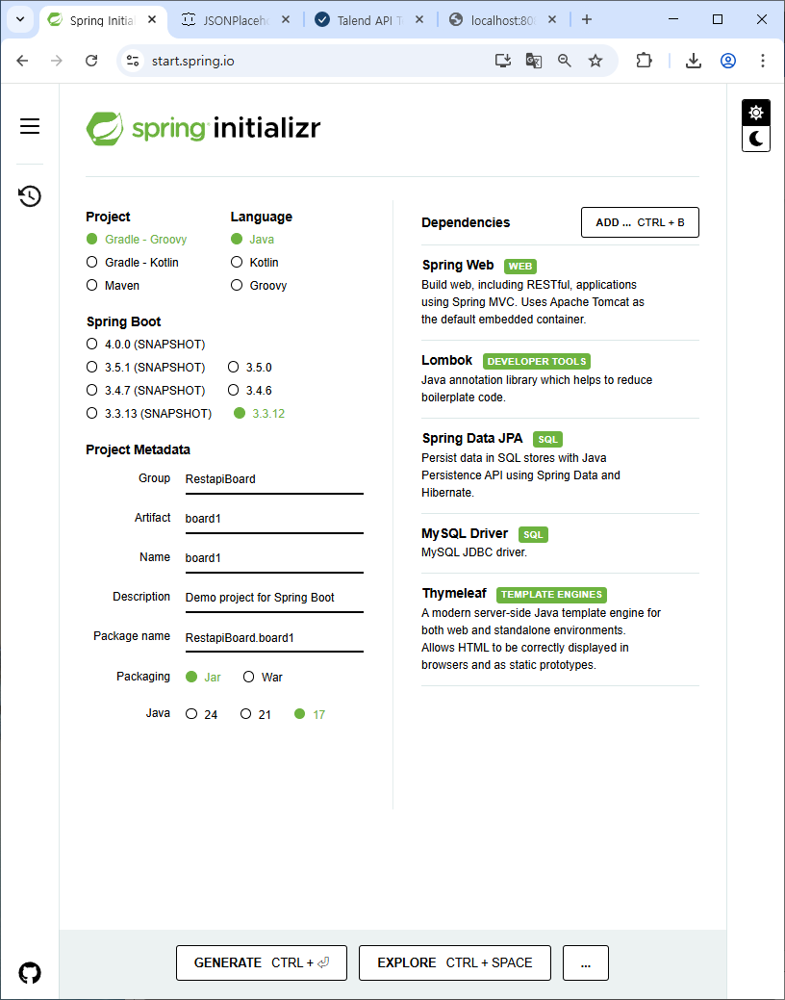 Spring Initia
JSONPlaceh
Talend API T
localhost:80
start.spring.io
spring initializr
Project
Gradle - Groovy
Gradle - Kotlin
Maven
Language
Java
Kotlin
Groovy
Spring Boot
4.0.0 (SNAPSHOT)
3.5.1 (SNAPSHOT) 3.5.0
3.4.7 (SNAPSHOT) 3.4.6
3.3.13 (SNAPSHOT) 3.3.12
Project Metadata
Group RestapiBoard
Artifact board1
Name board1
Description Demo project for Spring Boot
Package name RestapiBoard.board1
Packaging Jar War
Java 24 21 17
Dependencies ADD ... CTRL + B
Spring Web WEB
Build web, including RESTful, applications
using Spring MVC. Uses Apache Tomcat as
the default embedded container.
Lombok DEVELOPER TOOLS
Java annotation library which helps to reduce
boilerplate code.
Spring Data JPA SQL
Persist data in SQL stores with Java
Persistence API using Spring Data and
Hibernate.
MySQL Driver SQL
MySQL JDBC driver.
Thymeleaf TEMPLATE ENGINES
A modern server-side Java template engine for
both web and standalone environments.
Allows HTML to be correctly displayed in
browsers and as static prototypes.
GENERATE CTRL + ⏎ EXPLORE CTRL + SPACE ...